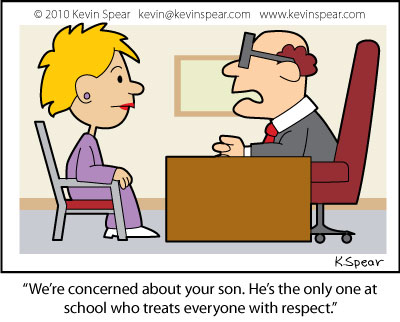 © 2010 Kevin Spear   kevin@kevinspear.com   www.kevinspear.com
K.Spear
“We’re concerned about your son. He’s the only one at
school who treats everyone with respect.”